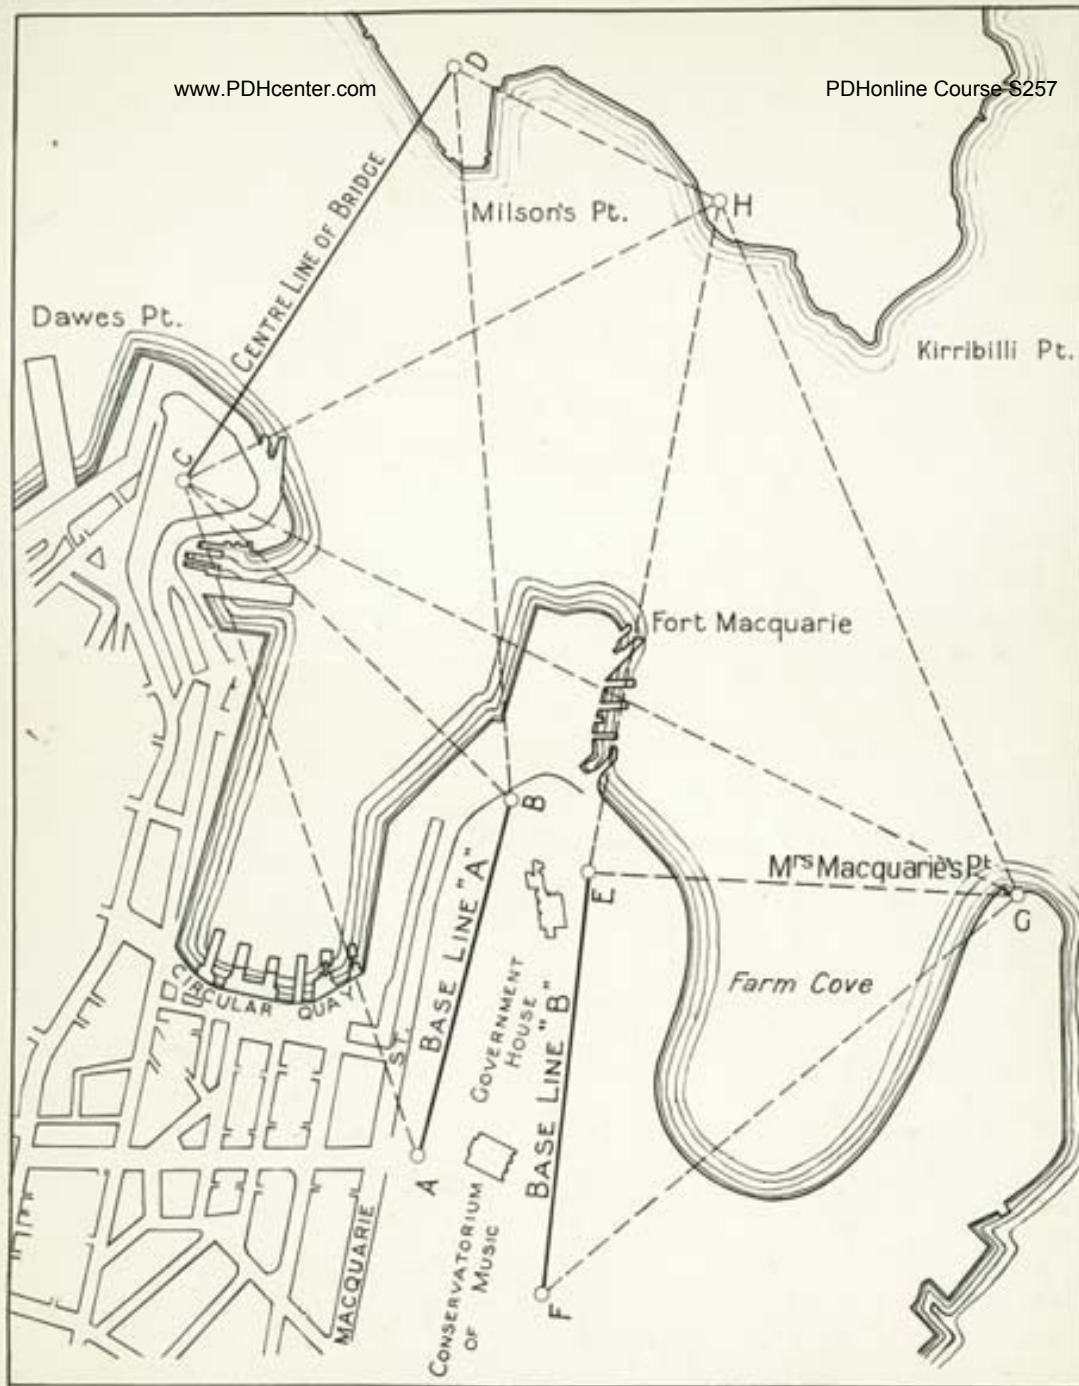 www.PDHcenter.com
PDHonline Course S257
D
Milson's Pt.
H
CENTRE LINE OF BRIDGE
Dawes Pt.
Kirribilli Pt.
C
Fort Macquarie
B
Mrs Macquarie's Pt.
E
G
BASE LINE "A"
Farm Cove
CIRCULAR QUAY
GOVERNMENT
HOUSE
BASE LINE "B"
ST.
A
MACQUARIE
CONSERVATORIUM
OF MUSIC
F